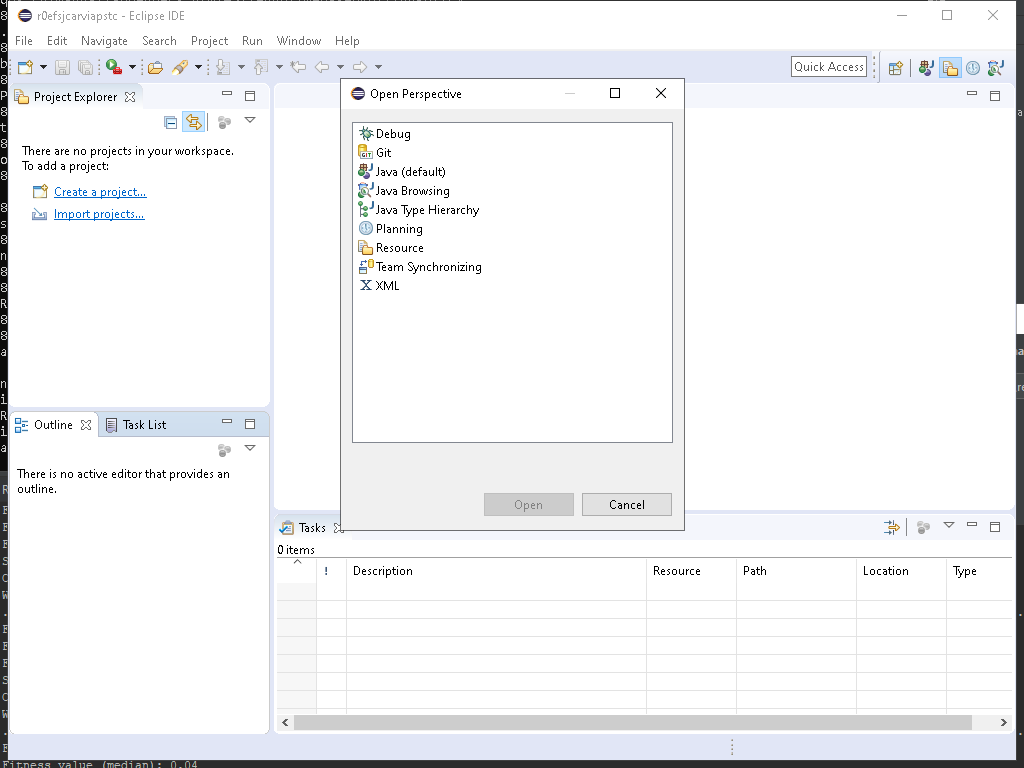 r0efsjcarviapstc - Eclipse IDE
File Edit Navigate Search Project Run Window Help
Quick Access
Project Explorer
There are no projects in your workspace.
To add a project:
Create a project...
Import projects...
Open Perspective
Debug
GIT Git
Java (default)
Java Browsing
Java Type Hierarchy
Planning
Resource
Team Synchronizing
X XML
Open Cancel
Outline Task List
There is no active editor that provides an
outline.
Tasks
0 items
! Description Resource Path Location Type
Fitness value (median): 0.04